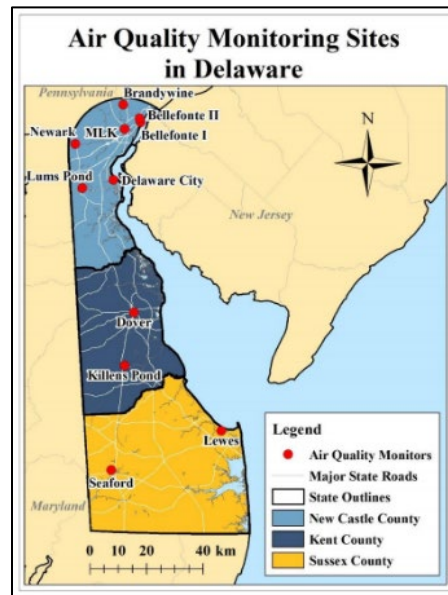 Air Quality Monitoring Sites
in Delaware
Pennsylvania
Brandywine
Bellefonte II
Newark
MLK
Bellefonte I
N
Lums Pond
Delaware City
New Jersey
Dover
Killens Pond
Lewes
Seaford
Maryland
Legend
Air Quality Monitors
Major State Roads
State Outlines
New Castle County
Kent County
Sussex County
0 10 20 40 km